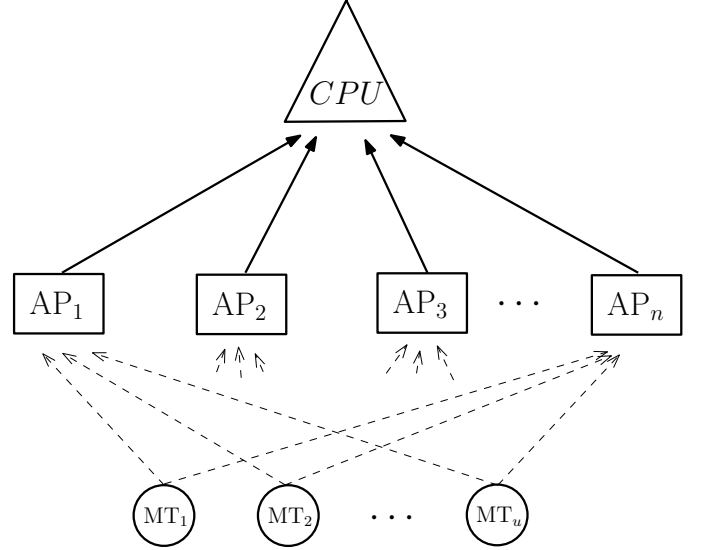 CPU
AP₁ AP₂ AP₃ ··· APₙ
MT₁ MT₂ ··· MTᵤ